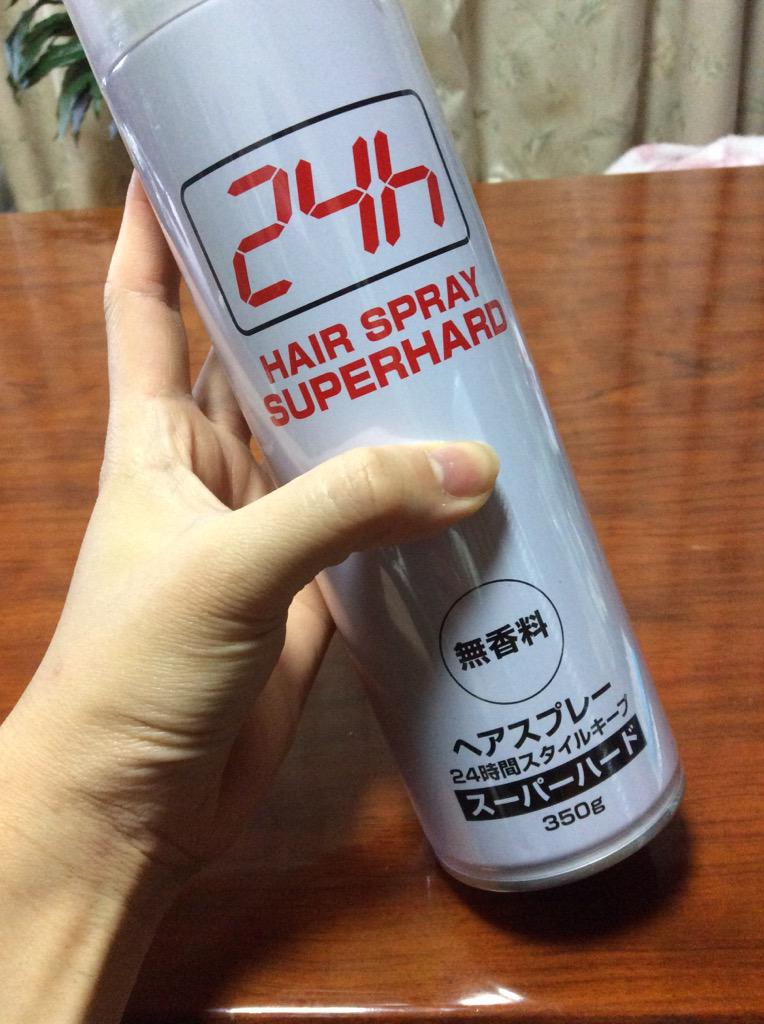 24h
HAIR SPRAY
SUPERHARD
無香料
ヘアスプレー
24時間スタイルキープ
スーパーハード
350g